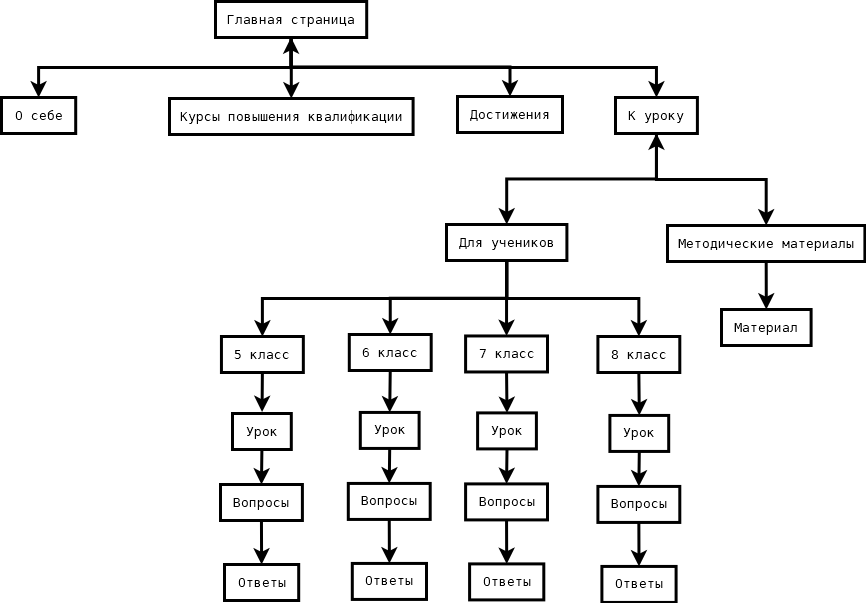 Главная страница
О себе
Курсы повышения квалификации
Достижения
К уроку
Для учеников
Методические материалы
Материал
5 класс
6 класс
7 класс
8 класс
Урок
Урок
Урок
Урок
Вопросы
Вопросы
Вопросы
Вопросы
Ответы
Ответы
Ответы
Ответы